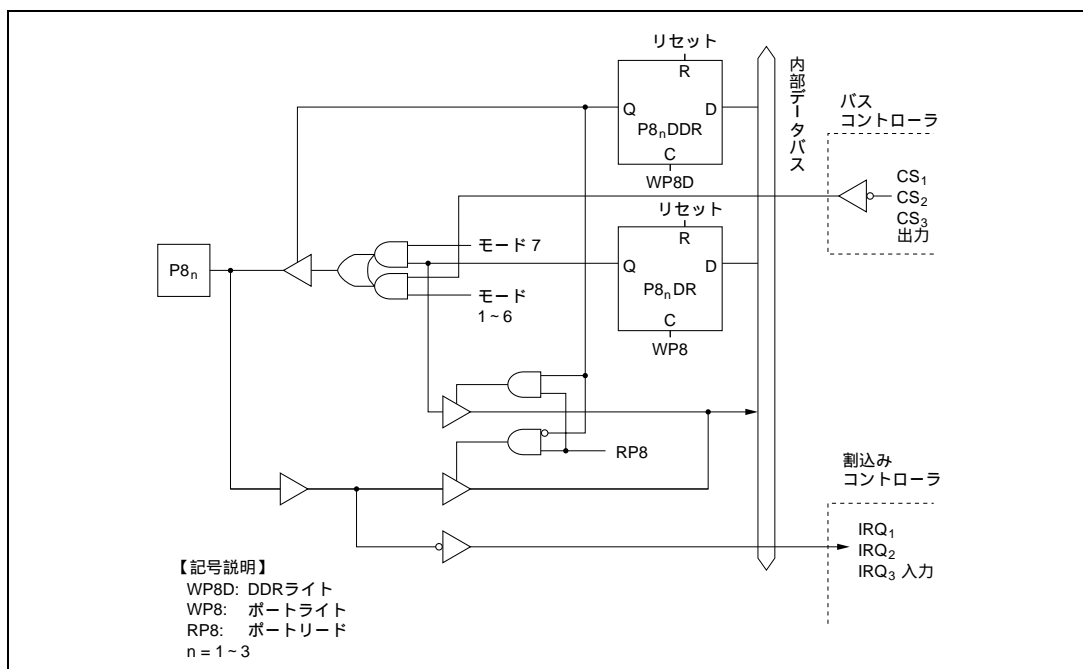 リセット
R
Q
D
P8nDDR
C
WP8D
内部データバス
バス
コントローラ
CS1
CS2
CS3
出力
リセット
R
Q
D
P8nDR
C
WP8
モード 7
モード
1 ~ 6
P8n
RP8
割込み
コントローラ
IRQ1
IRQ2
IRQ3 入力
【記号説明】
WP8D: DDRライト
WP8: ポートライト
RP8: ポートリード
n = 1 ~ 3